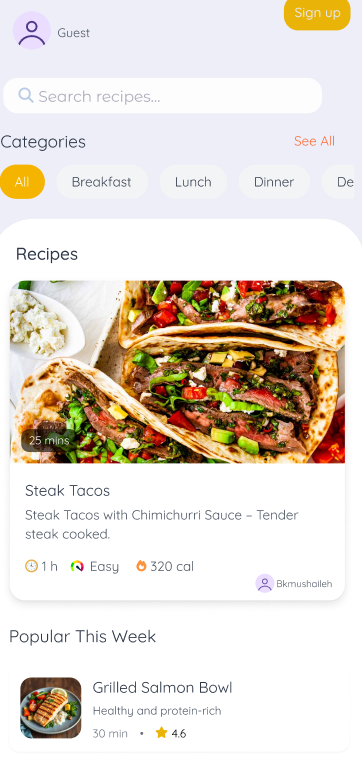 Sign up
Guest
Search recipes...
Categories
See All
All
Breakfast
Lunch
Dinner
De
Recipes
25 mins
Steak Tacos
Steak Tacos with Chimichurri Sauce – Tender
steak cooked.
1 h
Easy
320 cal
Bkmushaileh
Popular This Week
Grilled Salmon Bowl
Healthy and protein-rich
30 min • 4.6